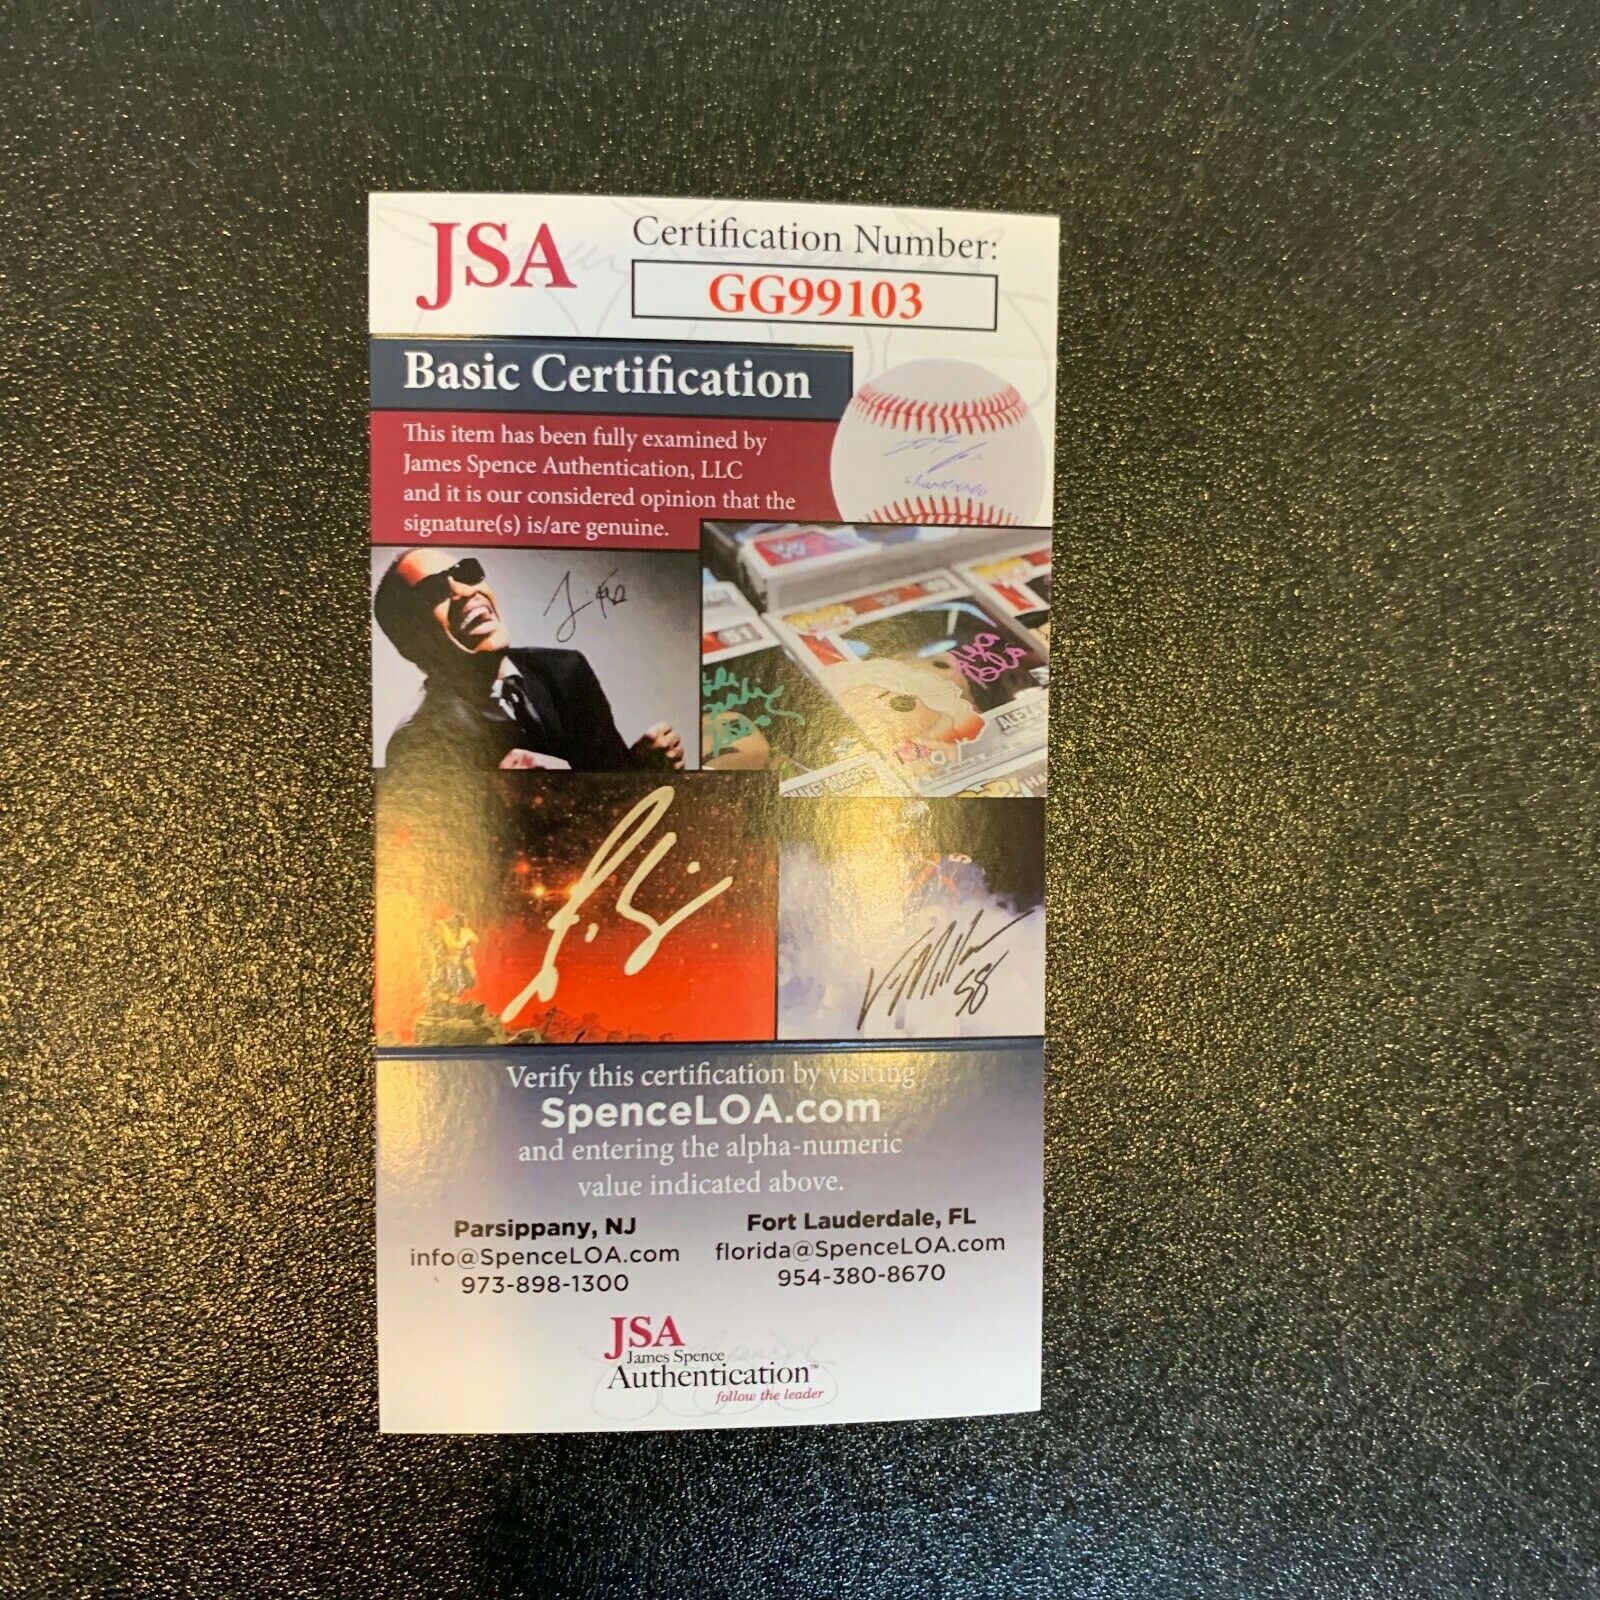 JSA
Certification Number:
GG99103
Basic Certification
This item has been fully examined by
James Spence Authentication, LLC
and it is our considered opinion that the
signature(s) is/are genuine.
58
ALEXA
Verify this certification by visiting
SpenceLOA.com
and entering the alpha-numeric
value indicated above.
Parsippany, NJ
info@SpenceLOA.com
973-898-1300
Fort Lauderdale, FL
florida@SpenceLOA.com
954-380-8670
JSA
James Spence
Authentication™
follow the leader